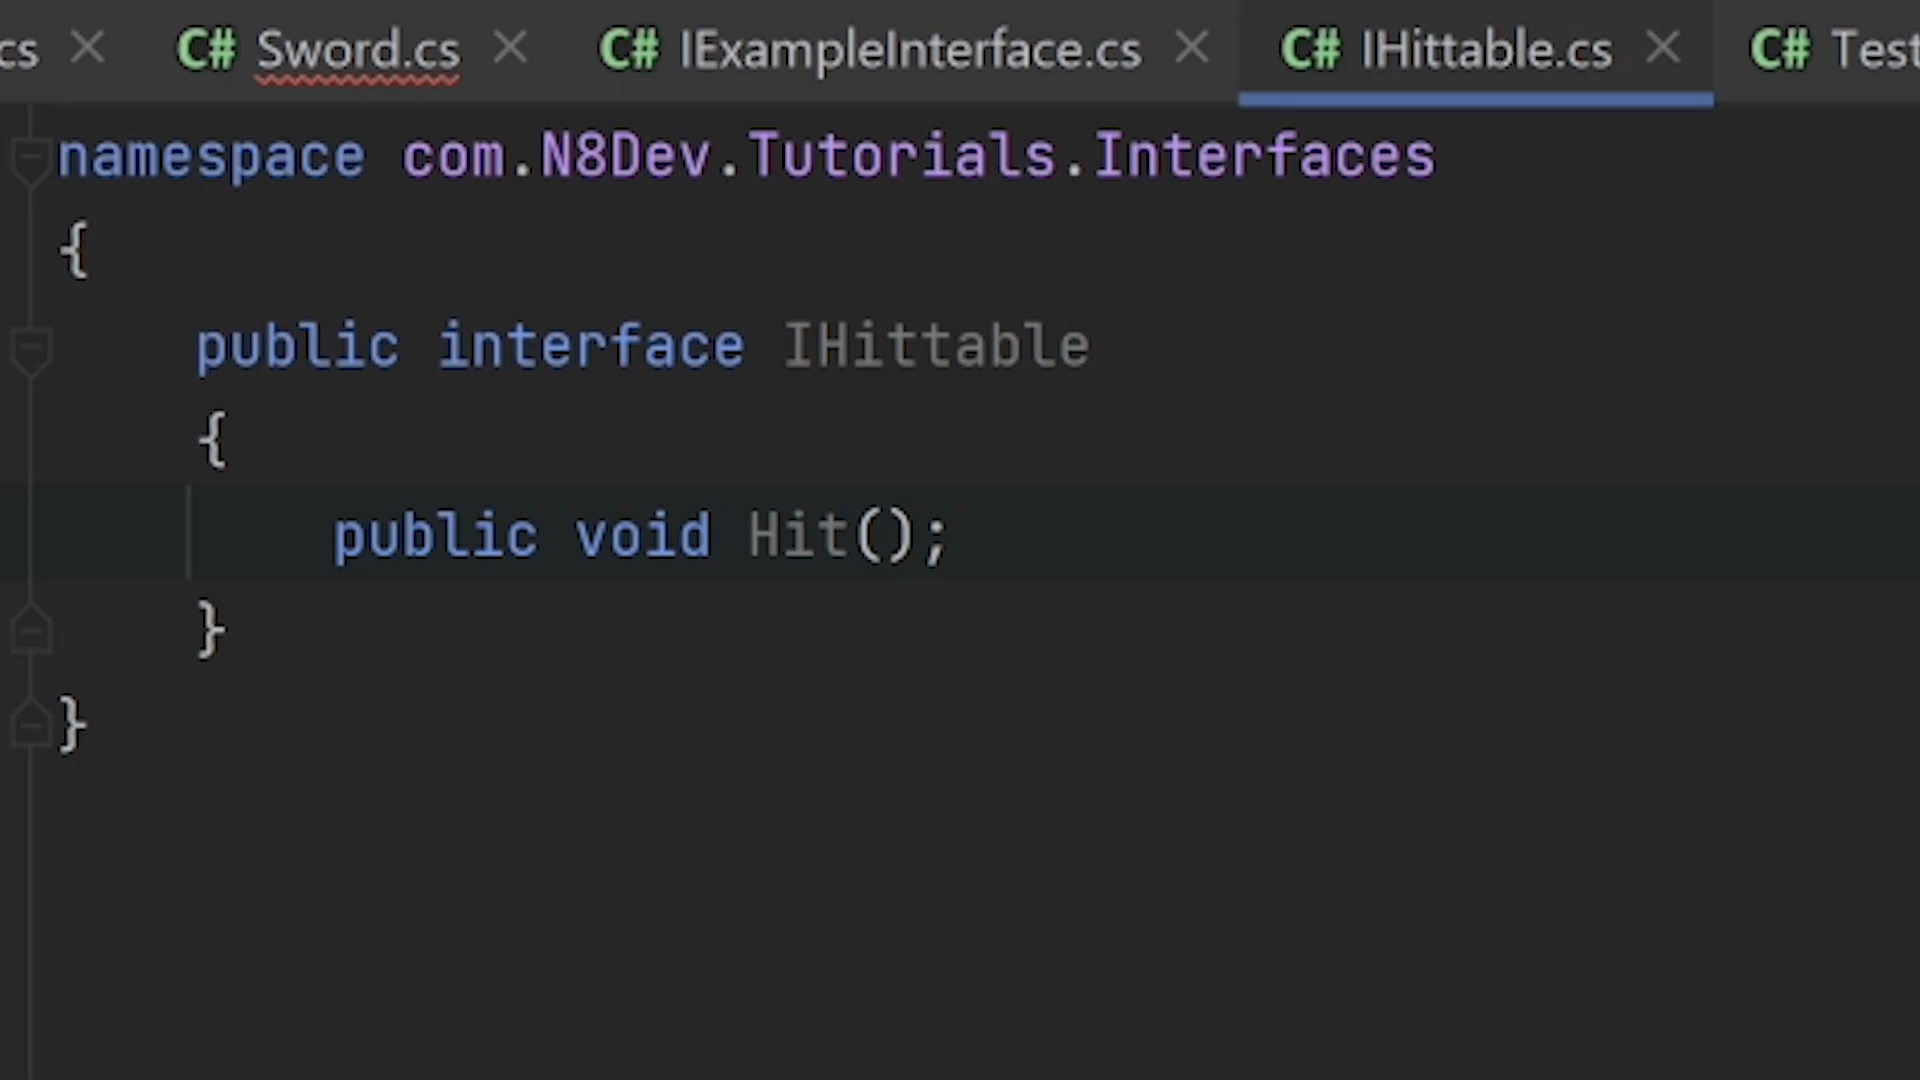 cs × C# Sword.cs × C# IExampleInterface.cs × C# IHittable.cs × C# Test
namespace com.N8Dev.Tutorials.Interfaces
{
public interface IHittable
{
public void Hit();
}
}